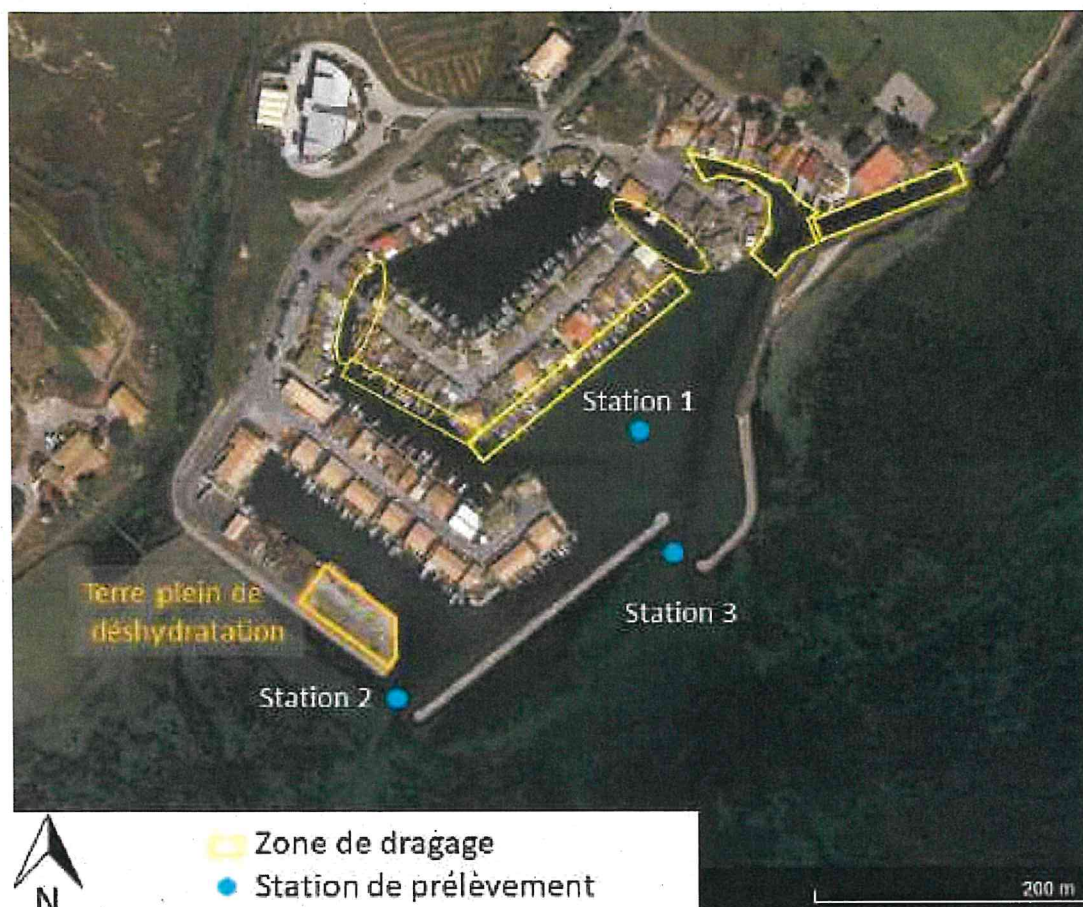 Station 1
Terre plein de
déshydratation
Station 3
Station 2
Zone de dragage
Station de prélèvement
N
200 m